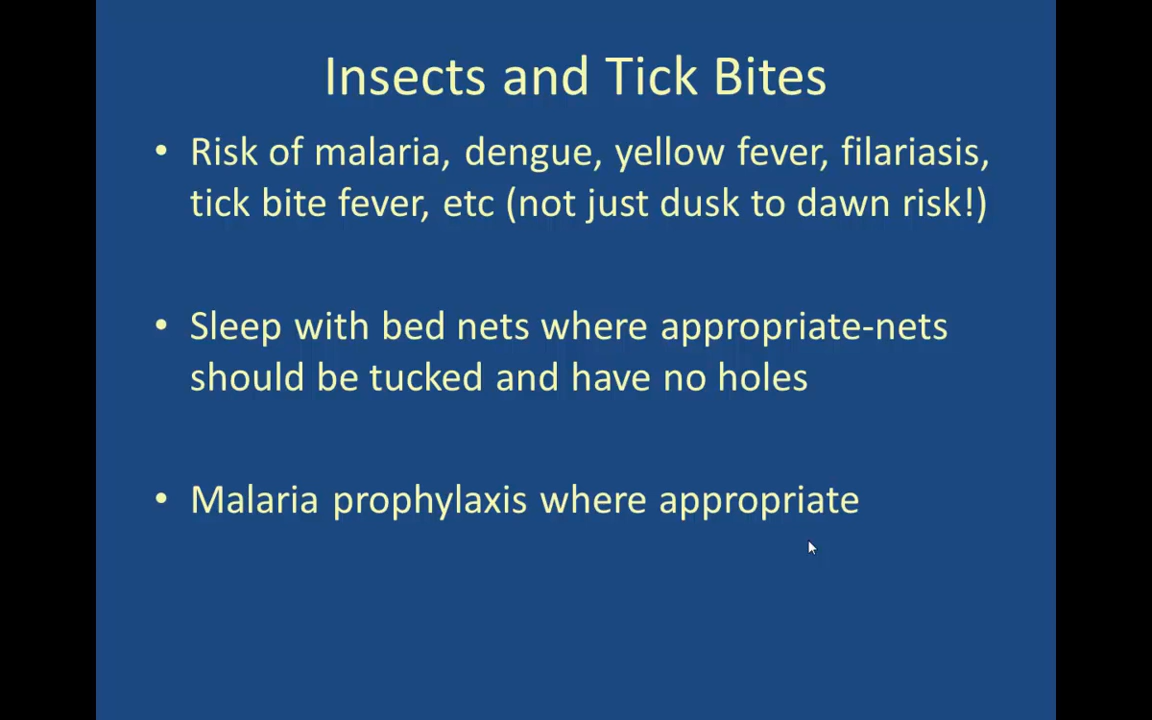 Insects and Tick Bites
• Risk of malaria, dengue, yellow fever, filariasis,
tick bite fever, etc (not just dusk to dawn risk!)
• Sleep with bed nets where appropriate-nets
should be tucked and have no holes
• Malaria prophylaxis where appropriate